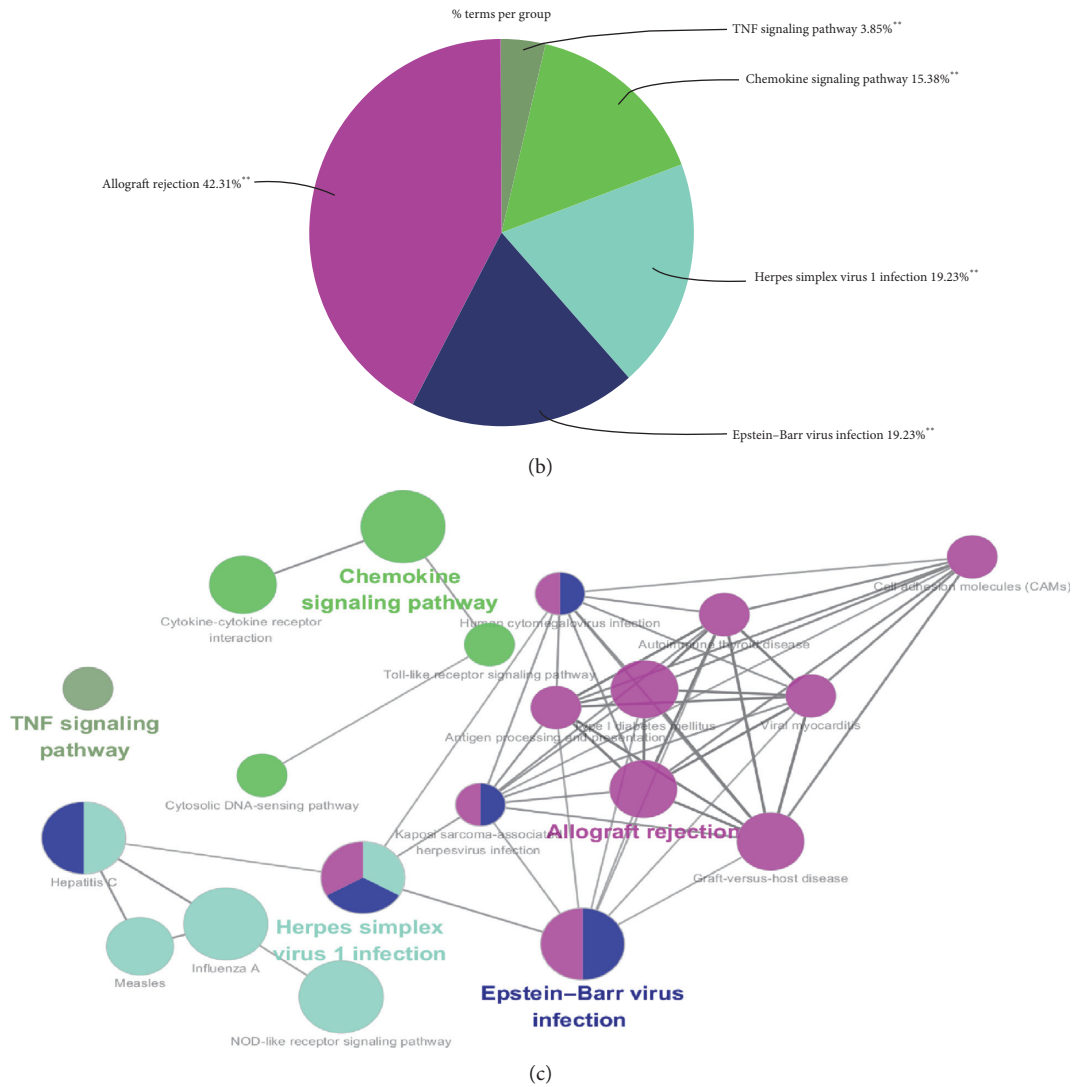 % terms per group
TNF signaling pathway 3.85%**
Chemokine signaling pathway 15.38%**
Allograft rejection 42.31%**
Herpes simplex virus 1 infection 19.23%**
Epstein–Barr virus infection 19.23%**
(b)
Chemokine
signaling pathway
Cytokine-cytokine receptor
interaction
Cell adhesion molecules (CAMs)
Human cytomegalovirus infection
Autoimmune thyroid disease
Toll-like receptor signaling pathway
TNF signaling
pathway
Type I diabetes mellitus
Viral myocarditis
Antigen processing and presentation
Cytosolic DNA-sensing pathway
Kaposi sarcoma-associated
herpesvirus infection
Allograft rejection
Graft-versus-host disease
Hepatitis C
Herpes simplex
virus 1 infection
Influenza A
Measles
Epstein–Barr virus
infection
NOD-like receptor signaling pathway
(c)